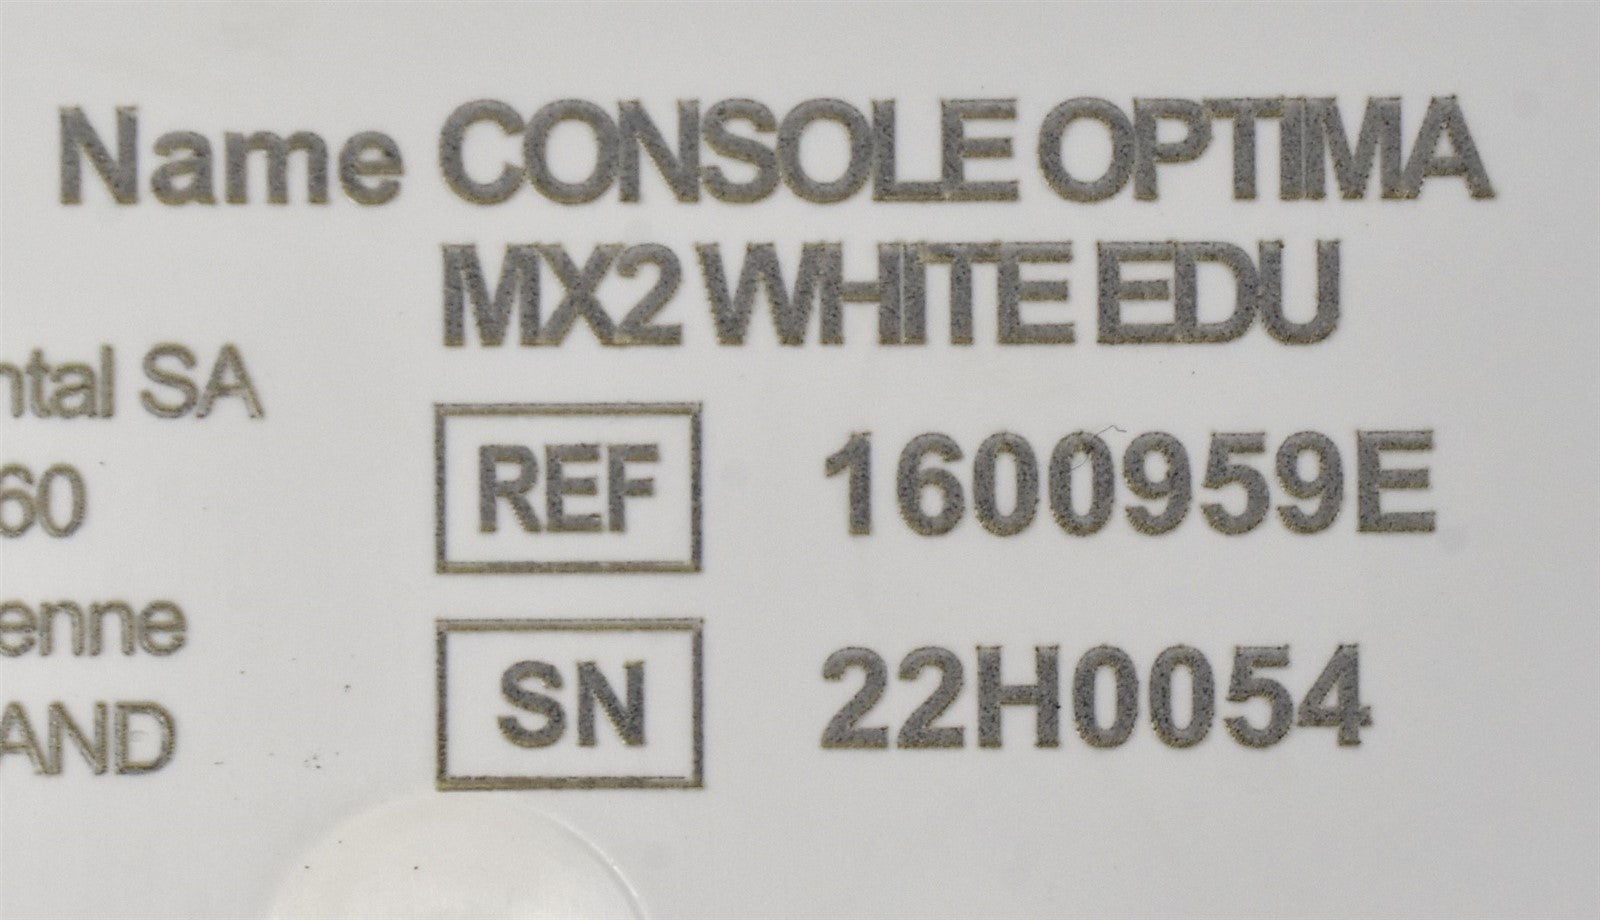 Name CONSOLE OPTIMA
MX2 WHITE EDU
ntal SA
60
REF 1600959E
enne
SN 22H0054
AND